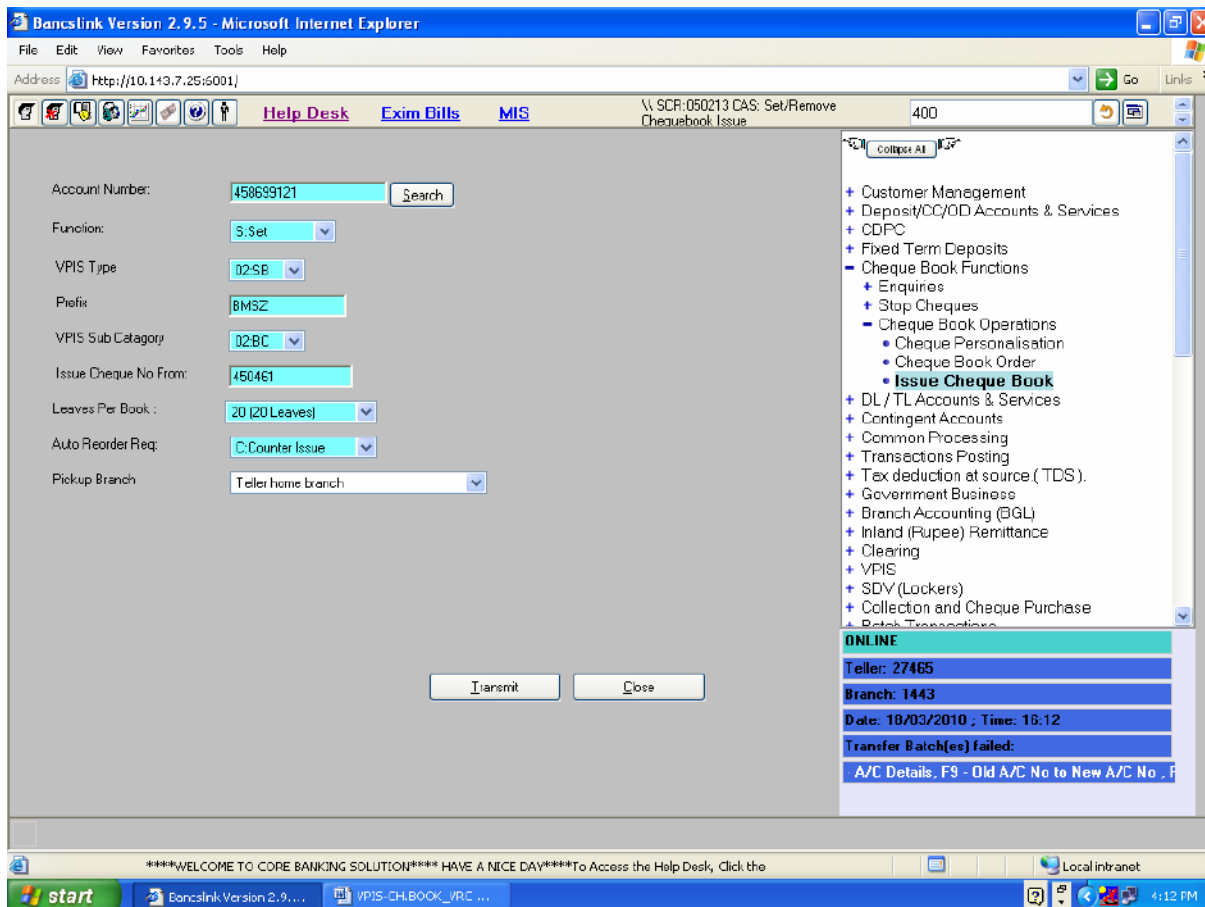 Bancslink Version 2.9.5 - Microsoft Internet Explorer
File Edit View Favorites Tools Help
Address http://10.143.7.25:6001/ Go Links
Help Desk Exim Bills MIS \\ SCR:050213 CAS: Set/Remove Chequebook Issue 400
Collapse All
Account Number: 458699121 Search
Function: S:Set
VPIS Type 02:SB
Prefix BMSZ
VPIS Sub Catagory 02:BC
Issue Cheque No From: 450461
Leaves Per Book : 20 (20 Leaves)
Auto Reorder Req: C:Counter Issue
Pickup Branch Teller home branch
Transmit Close
+ Customer Management
+ Deposit/CC/OD Accounts & Services
+ CDPC
+ Fixed Term Deposits
- Cheque Book Functions
+ Enquiries
+ Stop Cheques
- Cheque Book Operations
• Cheque Personalisation
• Cheque Book Order
• Issue Cheque Book
+ DL / TL Accounts & Services
+ Contingent Accounts
+ Common Processing
+ Transactions Posting
+ Tax deduction at source.( TDS ).
+ Government Business
+ Branch Accounting (BGL)
+ Inland (Rupee) Remittance
+ Clearing
+ VPIS
+ SDV (Lockers)
+ Collection and Cheque Purchase
+ Batch Transactions
ONLINE
Teller: 27465
Branch: 1443
Date: 18/03/2010 ; Time: 16:12
Transfer Batch(es) failed:
A/C Details, F9 - Old A/C No to New A/C No , F
****WELCOME TO CORE BANKING SOLUTION**** HAVE A NICE DAY****To Access the Help Desk, Click the
Local intranet
start Bancslink Version 2.9.... VPIS-CH.BOOK_VRC ... 4:12 PM